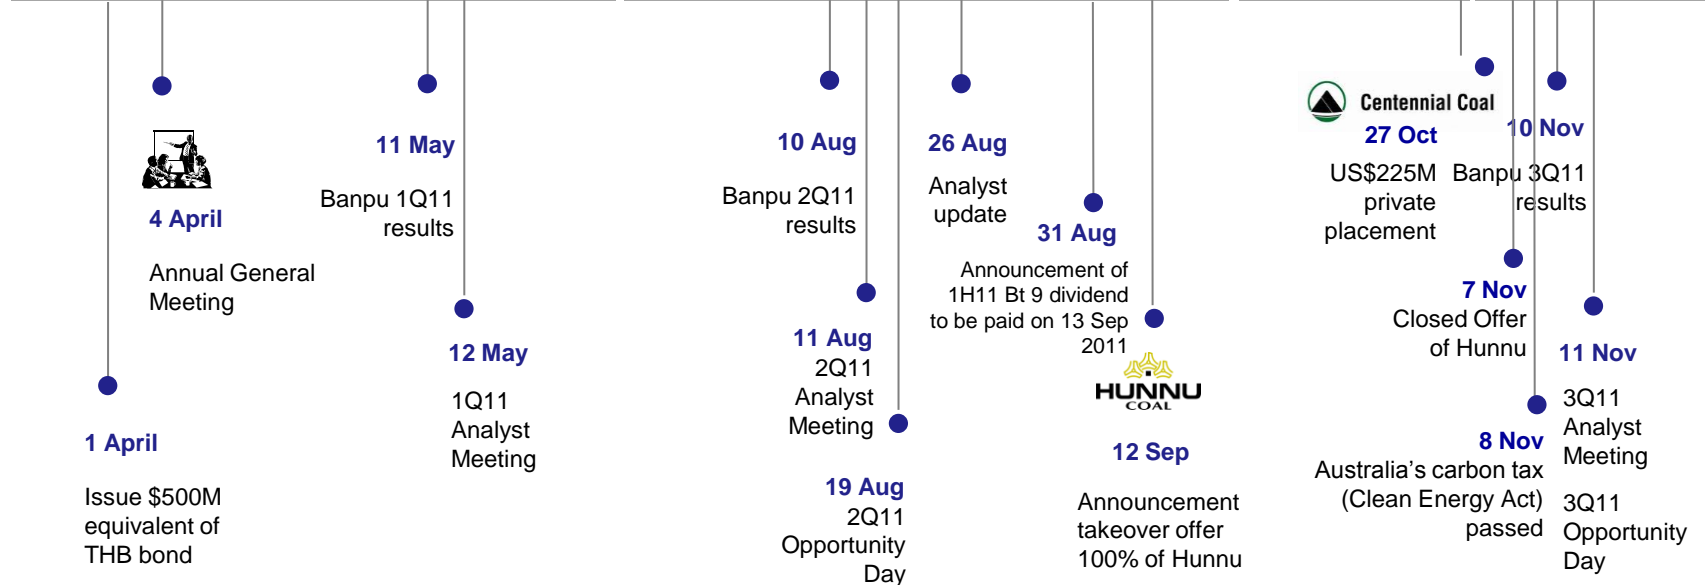 4 April
Annual General
Meeting
1 April
Issue $500M
equivalent of
THB bond
11 May
Banpu 1Q11
results
12 May
1Q11
Analyst
Meeting
10 Aug
Banpu 2Q11
results
11 Aug
2Q11
Analyst
Meeting
19 Aug
2Q11
Opportunity
Day
26 Aug
Analyst
update
31 Aug
Announcement of
1H11 Bt 9 dividend
to be paid on 13 Sep
2011
HUNNU
COAL
12 Sep
Announcement
takeover offer
100% of Hunnu
Centennial Coal
27 Oct
US$225M
private
placement
10 Nov
Banpu 3Q11
results
7 Nov
Closed Offer
of Hunnu
8 Nov
Australia’s carbon tax
(Clean Energy Act)
passed
11 Nov
3Q11
Analyst
Meeting
3Q11
Opportunity
Day